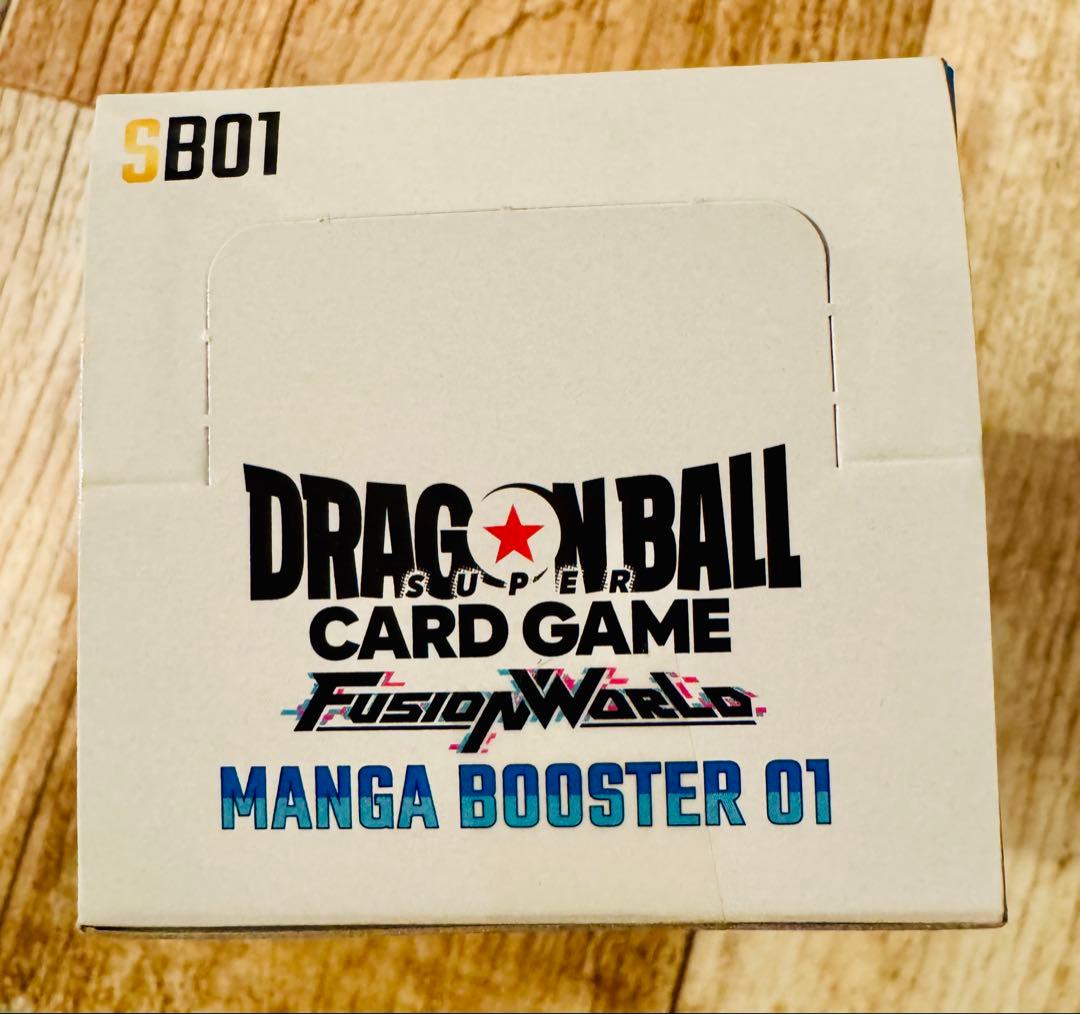 SB01
DRAGON BALL
SUPER
CARD GAME
FUSION WORLD
MANGA BOOSTER 01